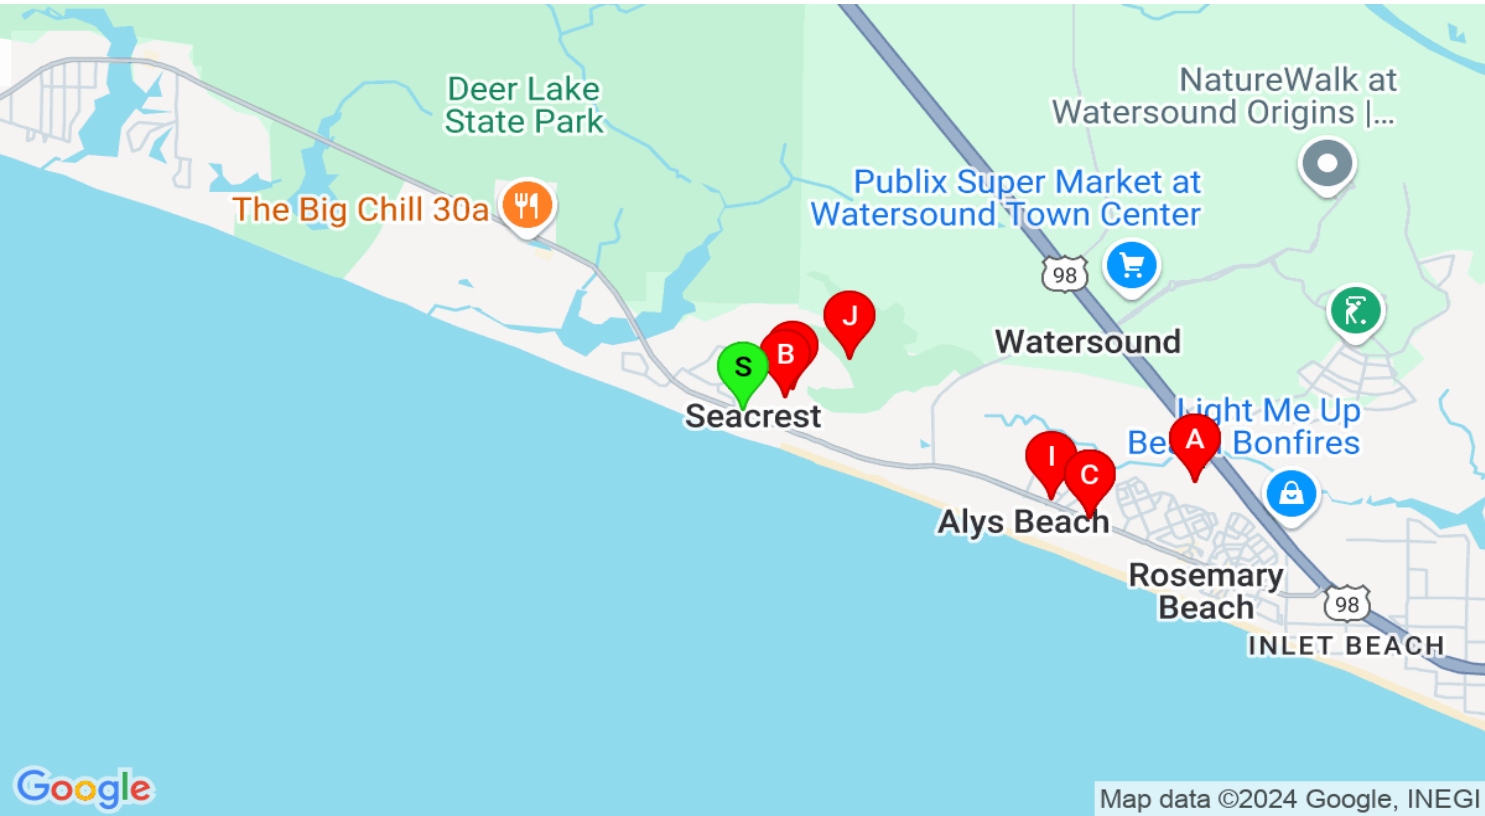 Deer Lake
State Park
NatureWalk at
Watersound Origins |...
Publix Super Market at
Watersound Town Center
The Big Chill 30a
98
J
Watersound
B
S
Seacrest
Light Me Up
Bonfires
A
I
C
Alys Beach
Rosemary
Beach
98
INLET BEACH
Google
Map data ©2024 Google, INEGI